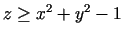 z ≥ x² + y² − 1